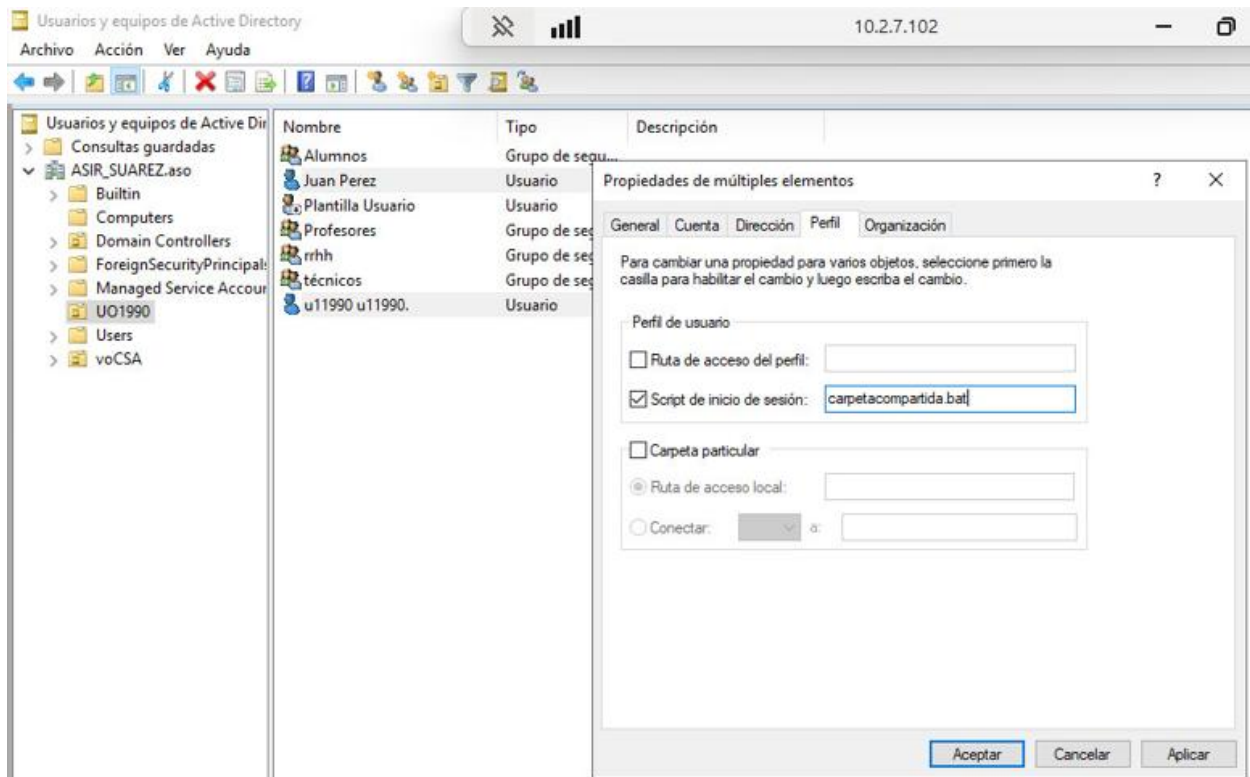 Usuarios y equipos de Active Directory
10.2.7.102
Archivo Acción Ver Ayuda
Usuarios y equipos de Active Dir
Consultas guardadas
ASIR_SUAREZ.aso
Builtin
Computers
Domain Controllers
ForeignSecurityPrincipals
Managed Service Accour
UO1990
Users
voCSA
Nombre Tipo Descripción
Alumnos Grupo de segu...
Juan Perez Usuario
Plantilla Usuario Usuario
Profesores Grupo de seg
rrhh Grupo de seg
técnicos Grupo de seg
u11990 u11990. Usuario
Propiedades de múltiples elementos ?
General Cuenta Dirección Perfil Organización
Para cambiar una propiedad para varios objetos, seleccione primero la
casilla para habilitar el cambio y luego escriba el cambio.
Perfil de usuario
Ruta de acceso del perfil:
Script de inicio de sesión: carpetacompartida.bat
Carpeta particular
Ruta de acceso local:
Conectar: a:
Aceptar Cancelar Aplicar